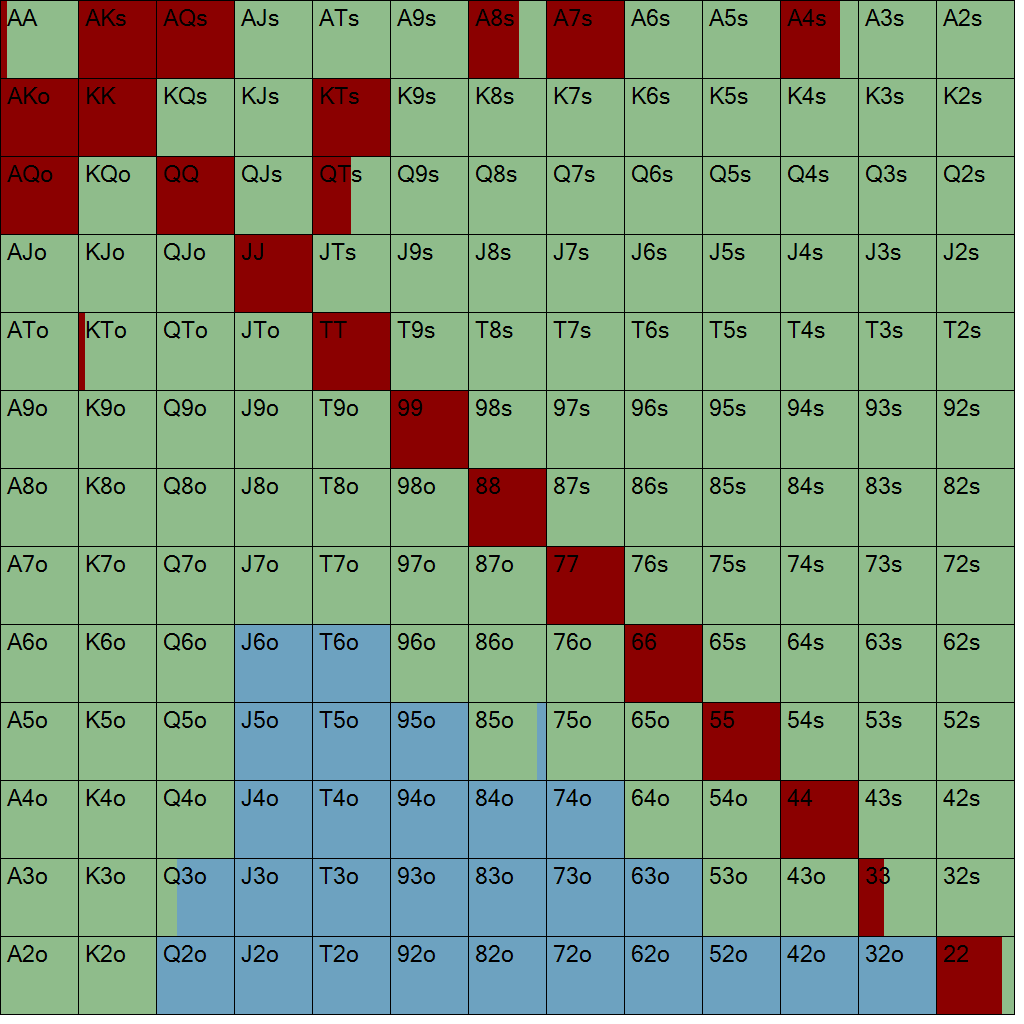 AA AKs AQs AJs ATs A9s A8s A7s A6s A5s A4s A3s A2s
AKo KK KQs KJs KTs K9s K8s K7s K6s K5s K4s K3s K2s
AQo KQo QQ QJs QTs Q9s Q8s Q7s Q6s Q5s Q4s Q3s Q2s
AJo KJo QJo JJ JTs J9s J8s J7s J6s J5s J4s J3s J2s
ATo KTo QTo JTo TT T9s T8s T7s T6s T5s T4s T3s T2s
A9o K9o Q9o J9o T9o 99 98s 97s 96s 95s 94s 93s 92s
A8o K8o Q8o J8o T8o 98o 88 87s 86s 85s 84s 83s 82s
A7o K7o Q7o J7o T7o 97o 87o 77 76s 75s 74s 73s 72s
A6o K6o Q6o J6o T6o 96o 86o 76o 66 65s 64s 63s 62s
A5o K5o Q5o J5o T5o 95o 85o 75o 65o 55 54s 53s 52s
A4o K4o Q4o J4o T4o 94o 84o 74o 64o 54o 44 43s 42s
A3o K3o Q3o J3o T3o 93o 83o 73o 63o 53o 43o 33 32s
A2o K2o Q2o J2o T2o 92o 82o 72o 62o 52o 42o 32o 22